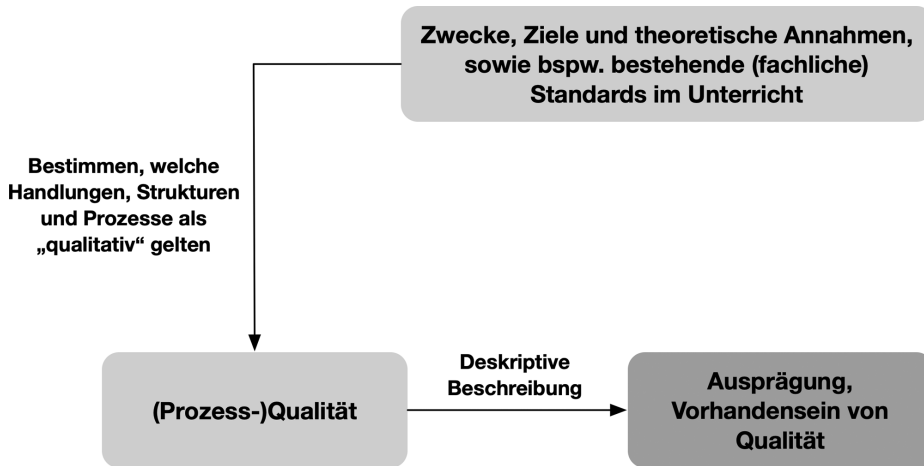 Zwecke, Ziele und theoretische Annahmen,
sowie bspw. bestehende (fachliche)
Standards im Unterricht
Bestimmen, welche
Handlungen, Strukturen
und Prozesse als
„qualitativ“ gelten
(Prozess-)Qualität
Deskriptive
Beschreibung
Ausprägung,
Vorhandensein von
Qualität